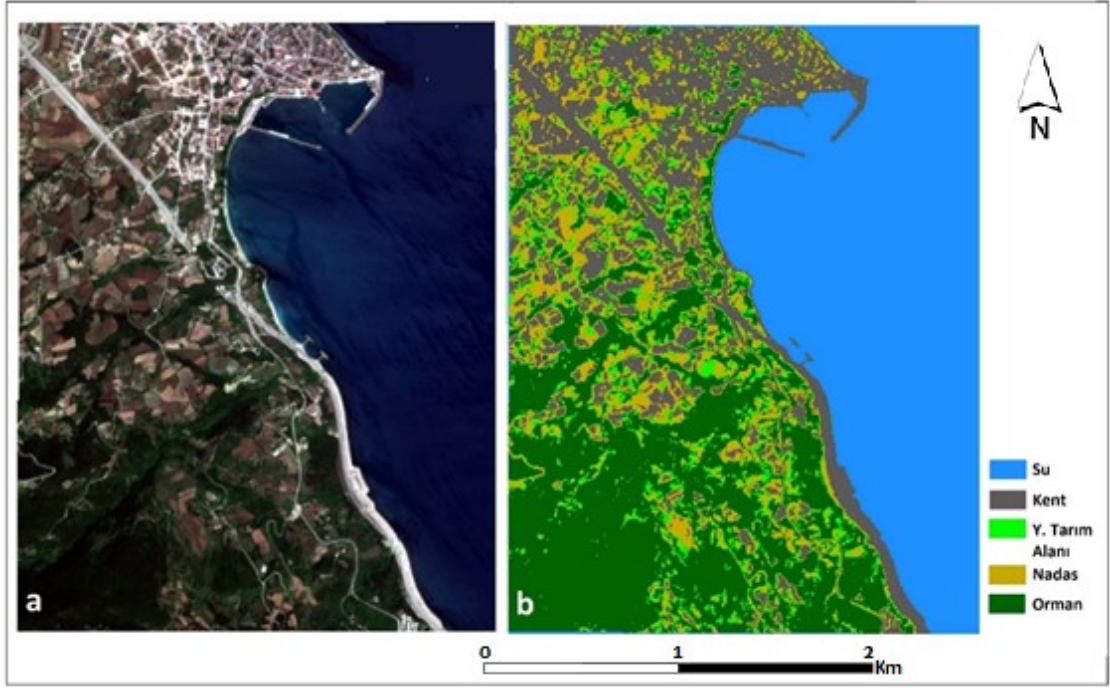 a
b
N
Su
Kent
Y. Tarım
Alanı
Nadas
Orman
0 1 2
Km